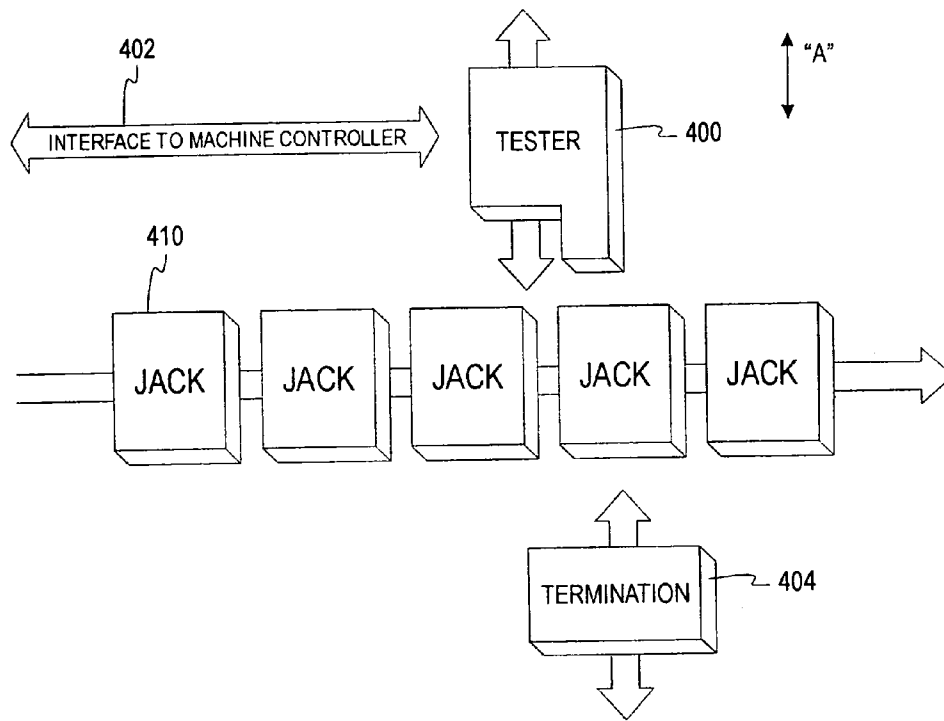 402
"A"
INTERFACE TO MACHINE CONTROLLER
TESTER
400
410
JACK JACK JACK JACK JACK
TERMINATION
404